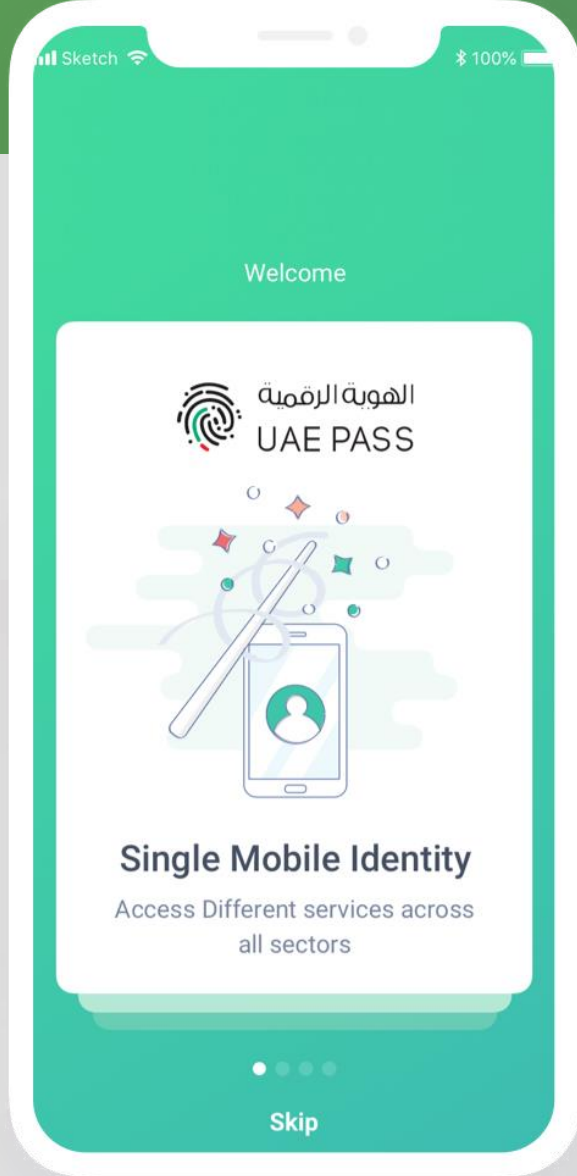 Sketch
100%
Welcome
الهوية الرقمية
UAE PASS
Single Mobile Identity
Access Different services across
all sectors
Skip